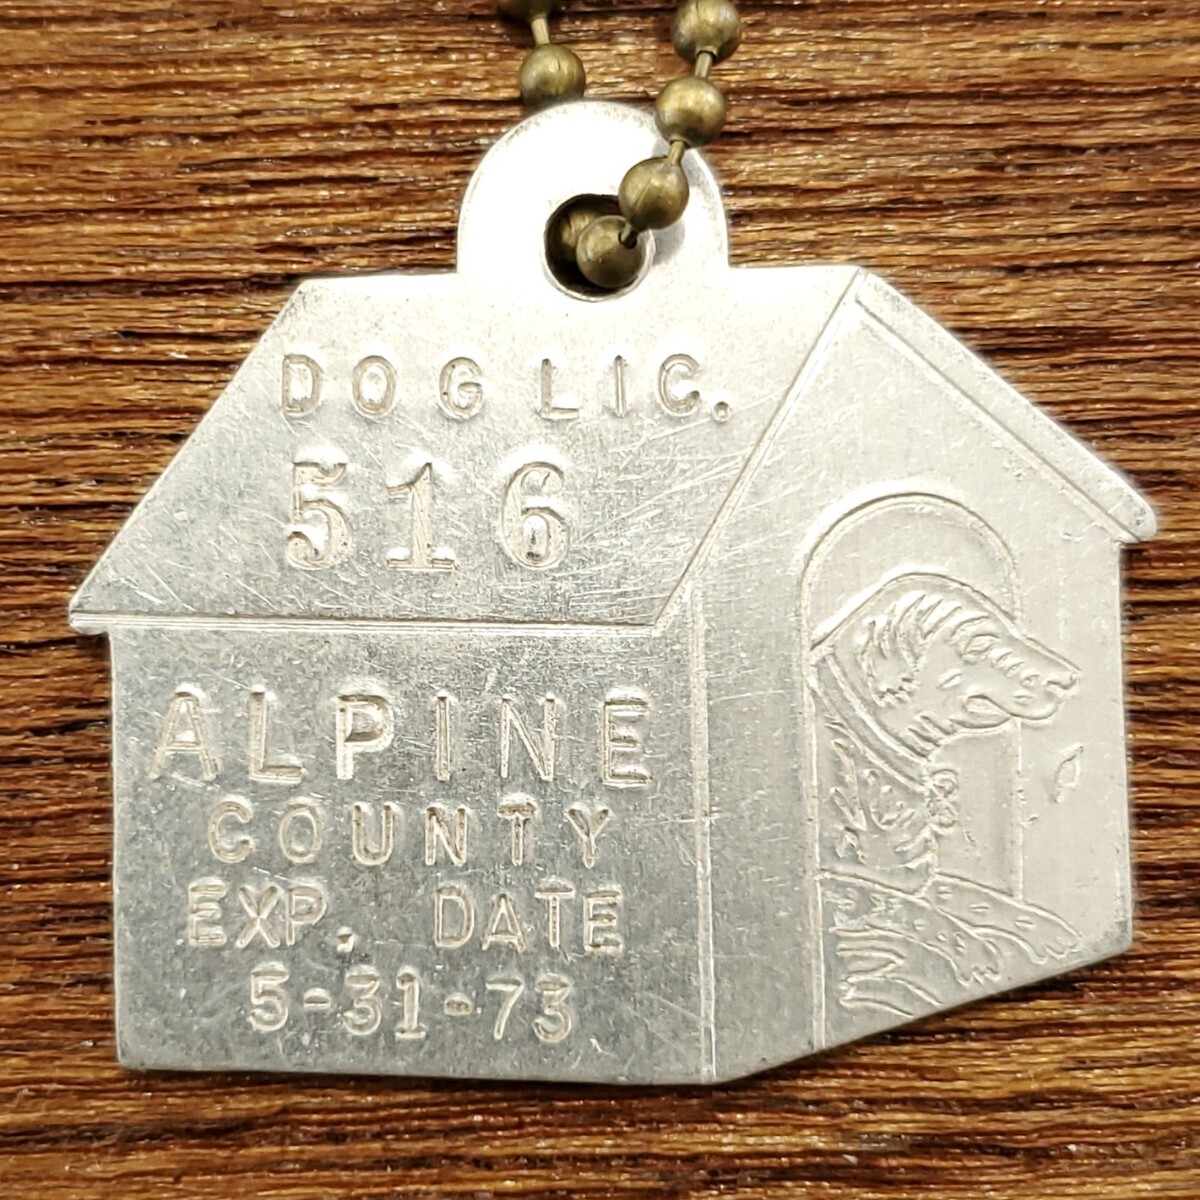 DOG LIC.
516
ALPINE
COUNTY
EXP. DATE
5-31-73